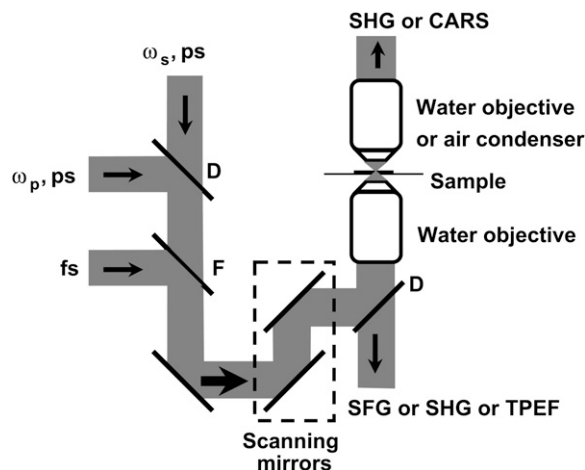 SHG or CARS
ωs, ps
Water objective
or air condenser
D
ωp, ps
Sample
Water objective
fs
F
D
SFG or SHG or TPEF
Scanning
mirrors